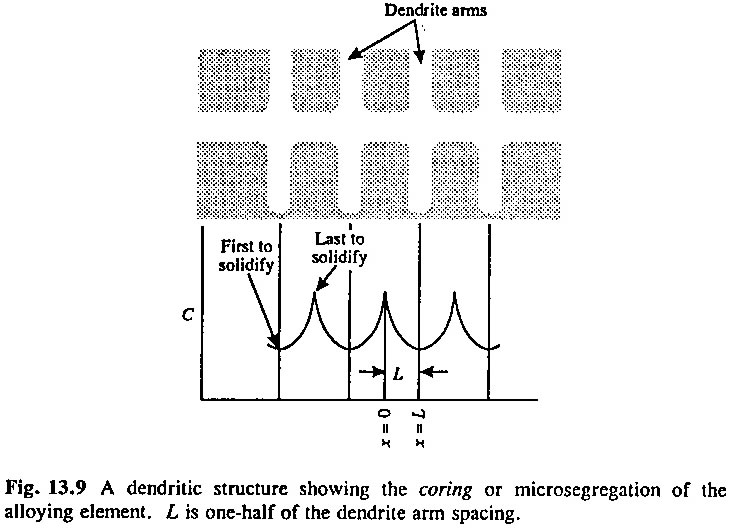 Dendrite arms
First to
solidify
Last to
solidify
C
L
x = 0
x = L
Fig. 13.9 A dendritic structure showing the coring or microsegregation of the
alloying element. L is one-half of the dendrite arm spacing.